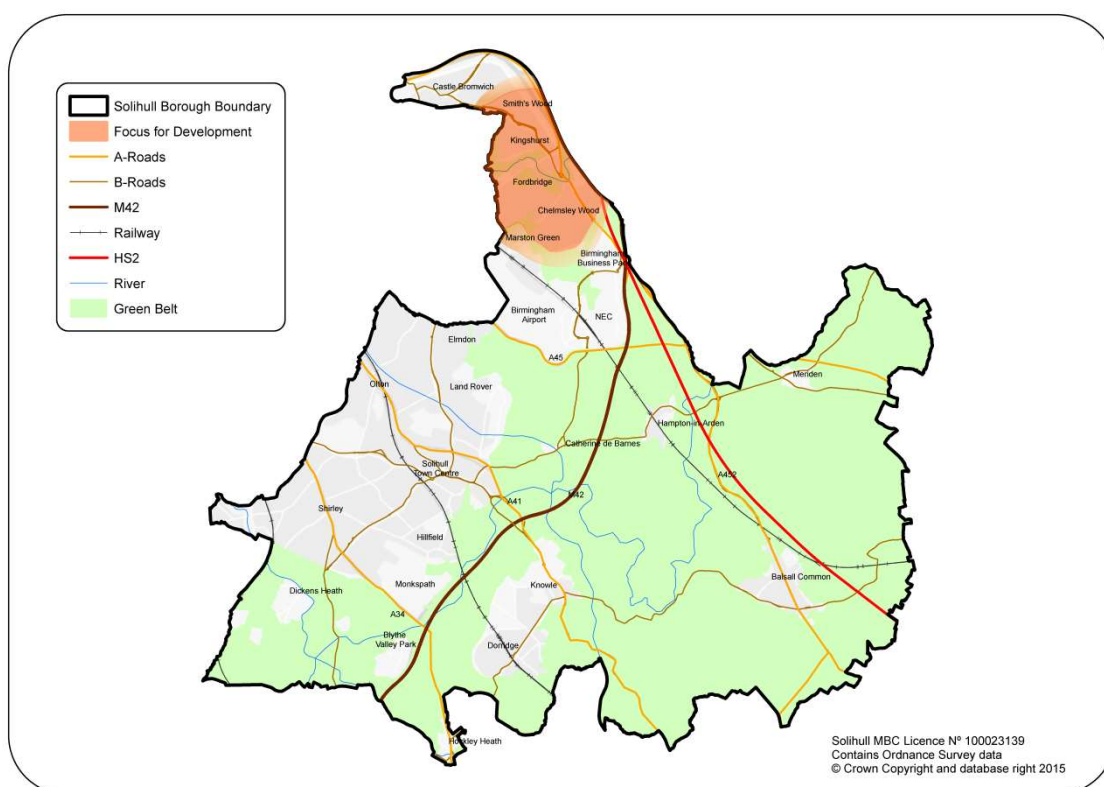 Solihull Borough Boundary
Focus for Development
A-Roads
B-Roads
M42
Railway
HS2
River
Green Belt
Castle Bromwich
Smith's Wood
Kingshurst
Fordbridge
Chelmsley Wood
Marston Green
Birmingham
Business Park
Birmingham
Airport
NEC
Elmdon
A45
Meriden
Olton
Land Rover
Hampton-in-Arden
Catherine de Barnes
Solihull
Town Centre
A452
M42
A41
Shirley
Hillfield
Balsall Common
Monkspath
Knowle
Dickens Heath
A34
Blythe
Valley Park
Dorridge
Hockley Heath
Solihull MBC Licence Nº 100023139
Contains Ordnance Survey data
© Crown Copyright and database right 2015